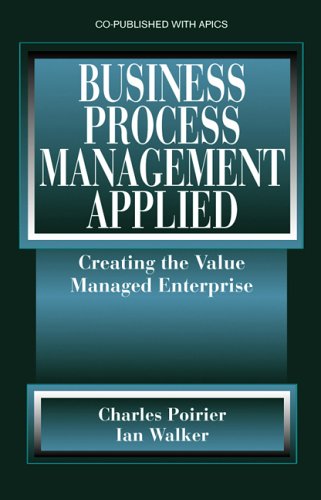 CO-PUBLISHED WITH APICS
BUSINESS
PROCESS
MANAGEMENT
APPLIED
Creating the Value
Managed Enterprise
Charles Poirier
Ian Walker